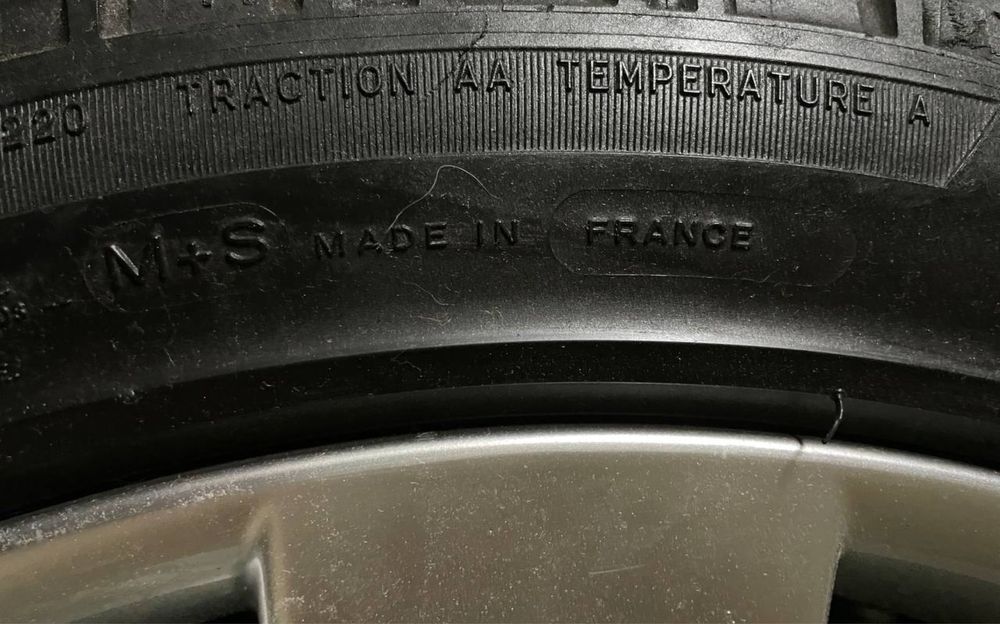 220 TRACTION AA TEMPERATURE A
M+S MADE IN FRANCE